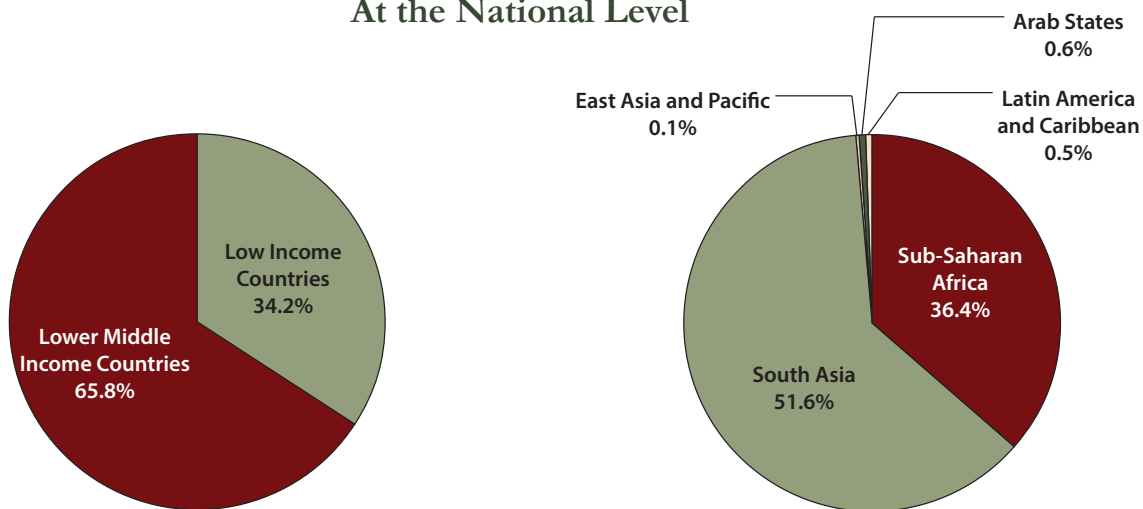 At the National Level
Low Income
Countries
34.2%
Lower Middle
Income Countries
65.8%
Arab States
0.6%
East Asia and Pacific
0.1%
Latin America
and Caribbean
0.5%
Sub-Saharan
Africa
36.4%
South Asia
51.6%